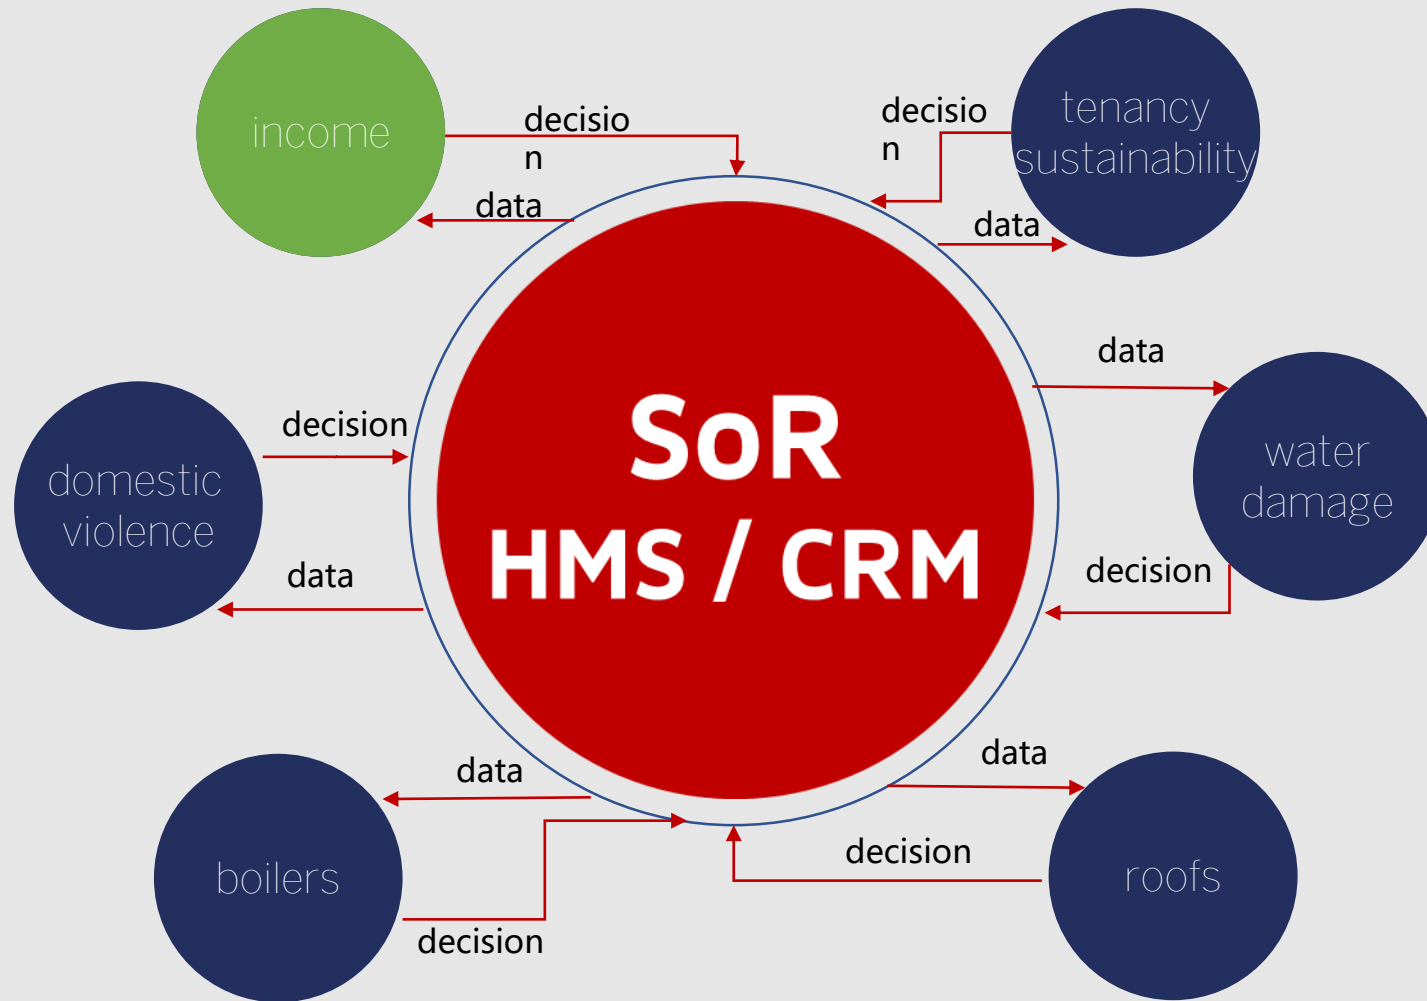 income
decisio
n
data
decisio
n
tenancy
sustainability
data
SoR
HMS / CRM
data
water
damage
decision
decision
domestic
violence
data
data
boilers
decision
data
decision
roofs